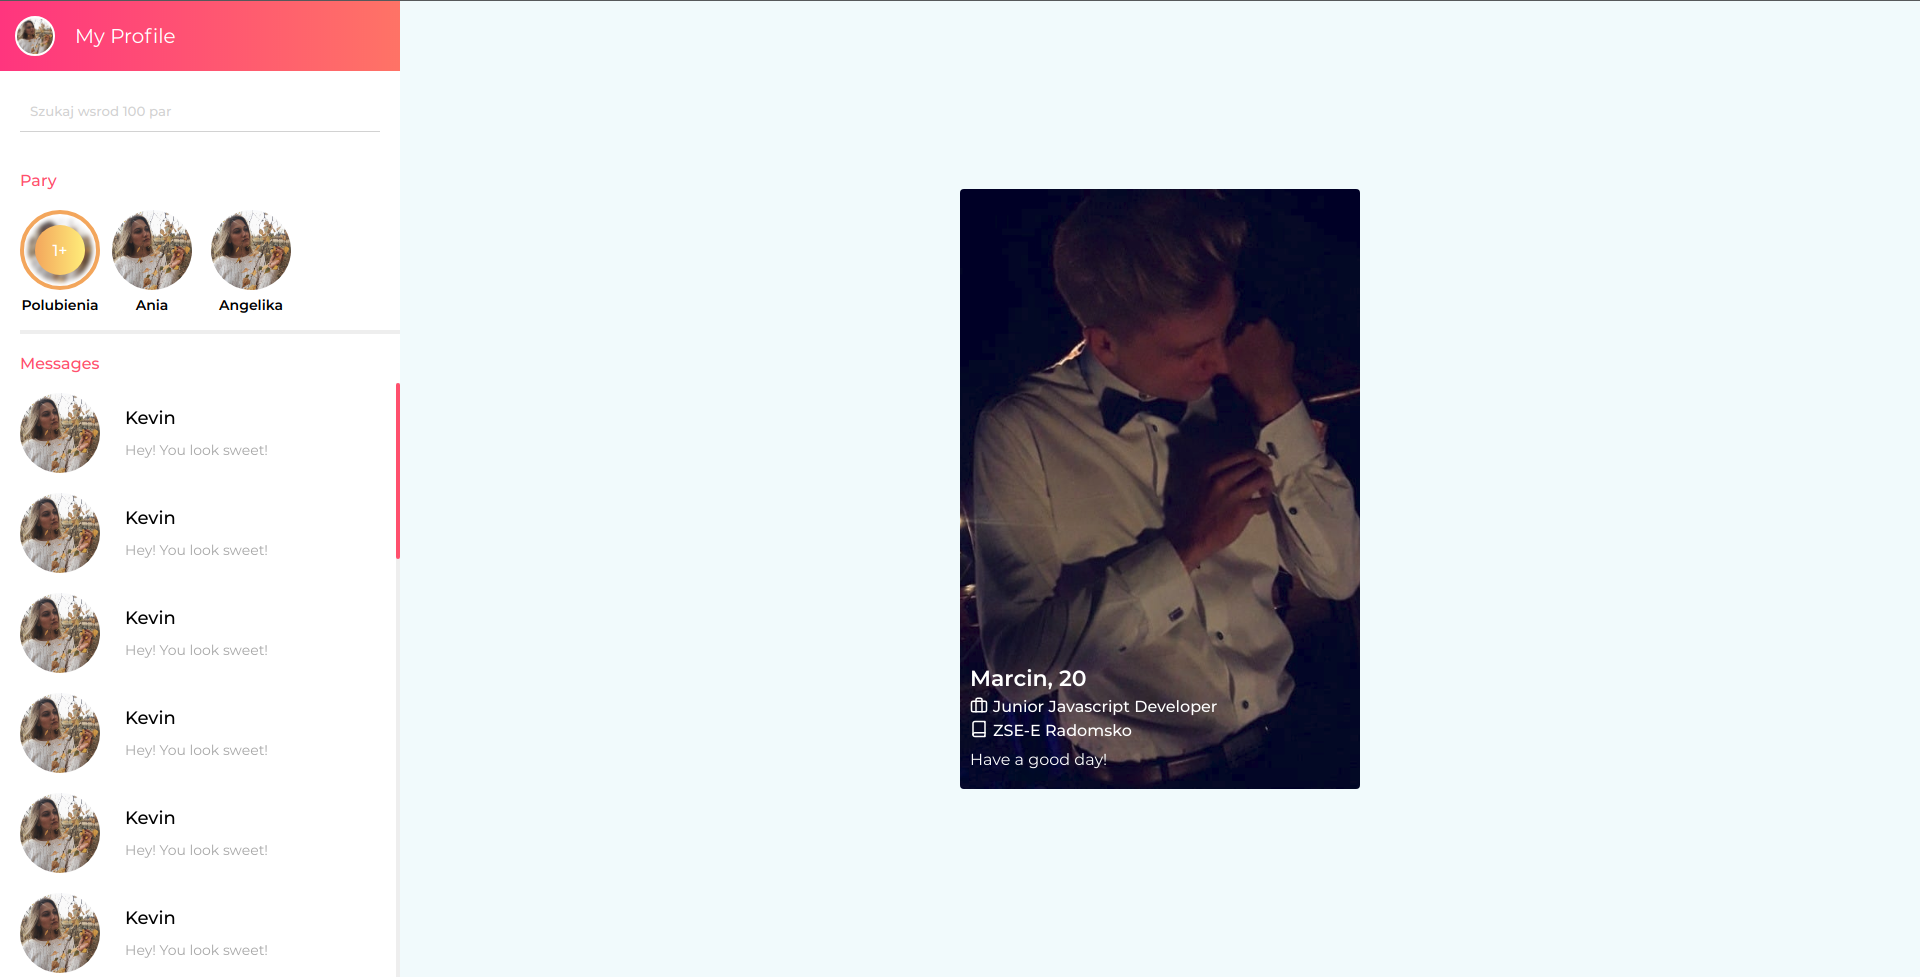 My Profile
Szukaj wsrod 100 par
Pary
1+
Polubienia
Ania
Angelika
Messages
Kevin
Hey! You look sweet!
Kevin
Hey! You look sweet!
Kevin
Hey! You look sweet!
Kevin
Hey! You look sweet!
Kevin
Hey! You look sweet!
Kevin
Hey! You look sweet!
Marcin, 20
Junior Javascript Developer
ZSE-E Radomsko
Have a good day!